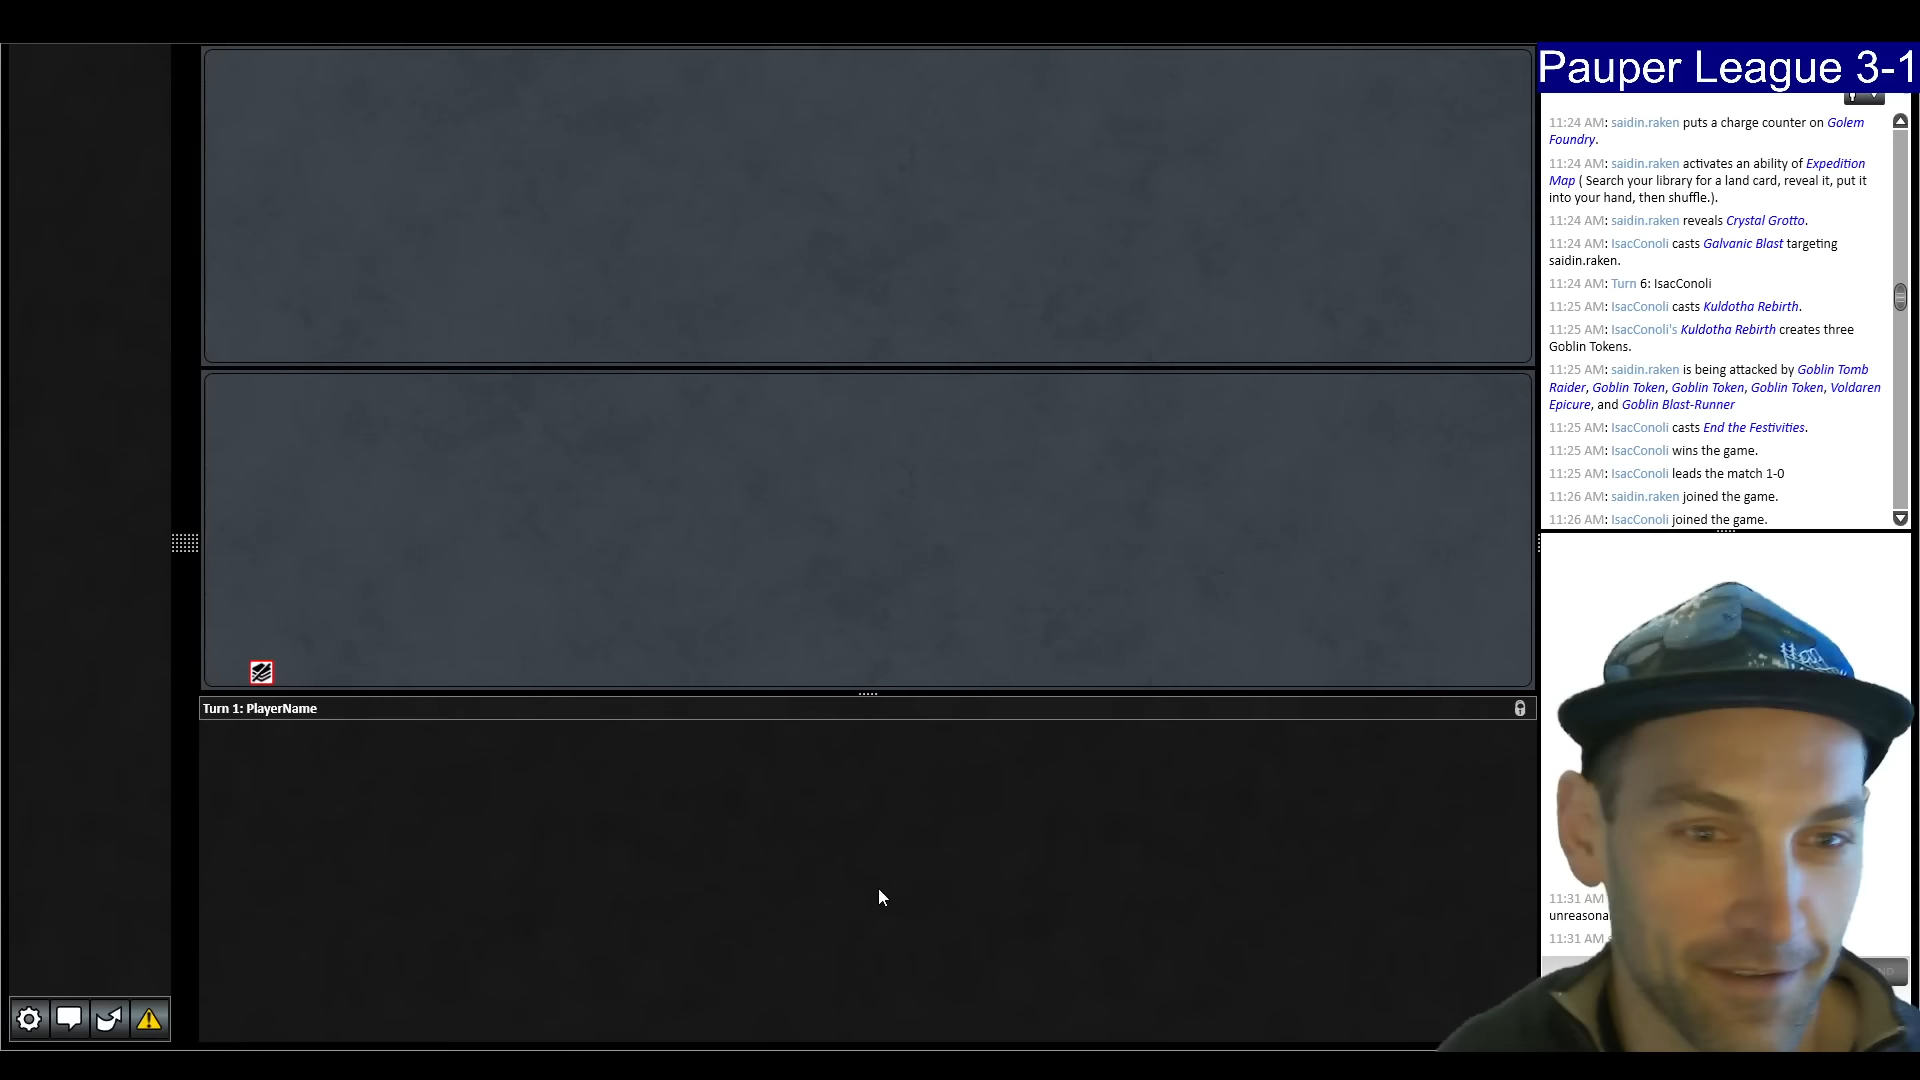 Pauper League 3-1
11:24 AM: saidin.raken puts a charge counter on Golem
Foundry.
11:24 AM: saidin.raken activates an ability of Expedition
Map ( Search your library for a land card, reveal it, put it
into your hand, then shuffle.).
11:24 AM: saidin.raken reveals Crystal Grotto.
11:24 AM: IsacConoli casts Galvanic Blast targeting
saidin.raken.
11:24 AM: Turn 6: IsacConoli
11:25 AM: IsacConoli casts Kuldotha Rebirth.
11:25 AM: IsacConoli's Kuldotha Rebirth creates three
Goblin Tokens.
11:25 AM: saidin.raken is being attacked by Goblin Tomb
Raider, Goblin Token, Goblin Token, Goblin Token, Voldaren
Epicure, and Goblin Blast-Runner
11:25 AM: IsacConoli casts End the Festivities.
11:25 AM: IsacConoli wins the game.
11:25 AM: IsacConoli leads the match 1-0
11:26 AM: saidin.raken joined the game.
11:26 AM: IsacConoli joined the game.
Turn 1: PlayerName
11:31 AM
11:31 AM